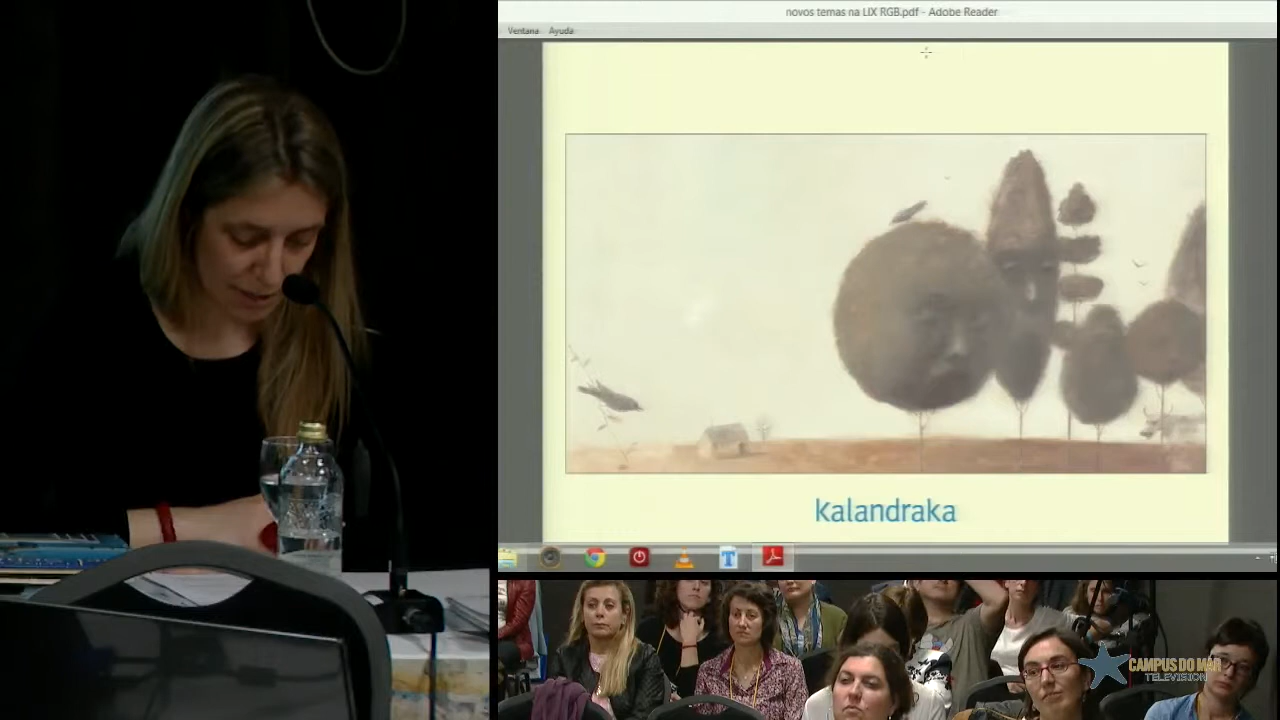 novos temas na LIX RGB.pdf - Adobe Reader
Ventana Ayuda
kalandraka
CAMPUS DO MAR
TELEVISIÓN